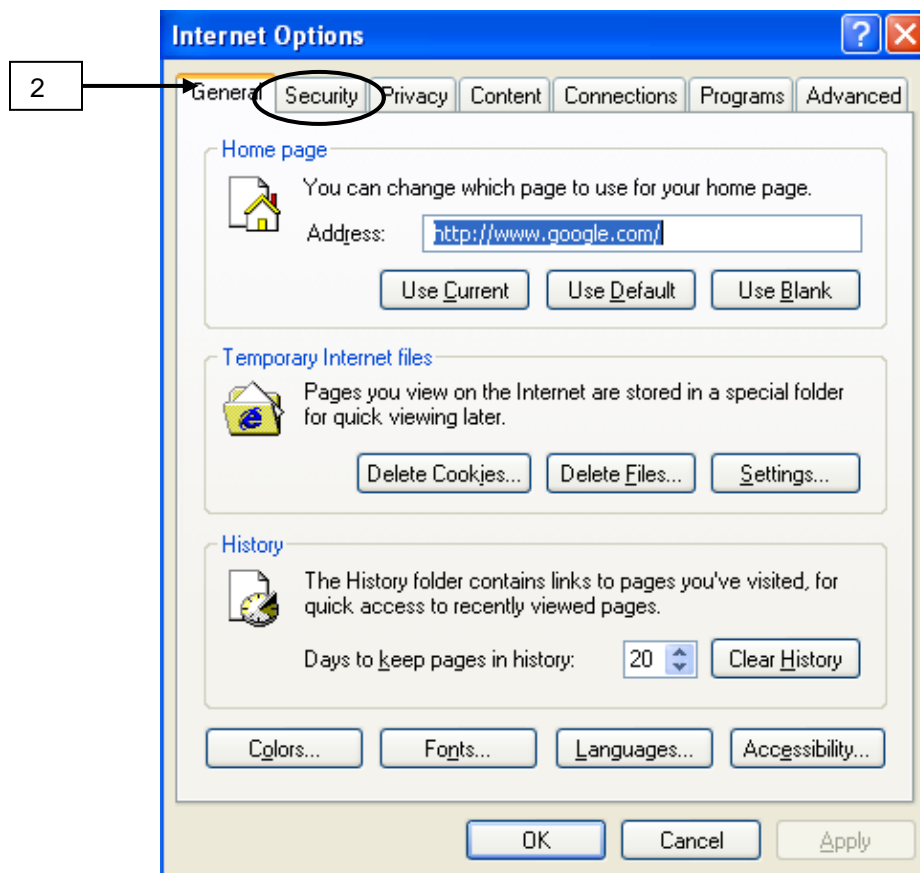 Internet Options
2
General Security Privacy Content Connections Programs Advanced
Home page
You can change which page to use for your home page.
Address: http://www.google.com/
Use Current Use Default Use Blank
Temporary Internet files
Pages you view on the Internet are stored in a special folder
for quick viewing later.
Delete Cookies... Delete Files... Settings...
History
The History folder contains links to pages you've visited, for
quick access to recently viewed pages.
Days to keep pages in history: 20 Clear History
Colors... Fonts... Languages... Accessibility...
OK Cancel Apply